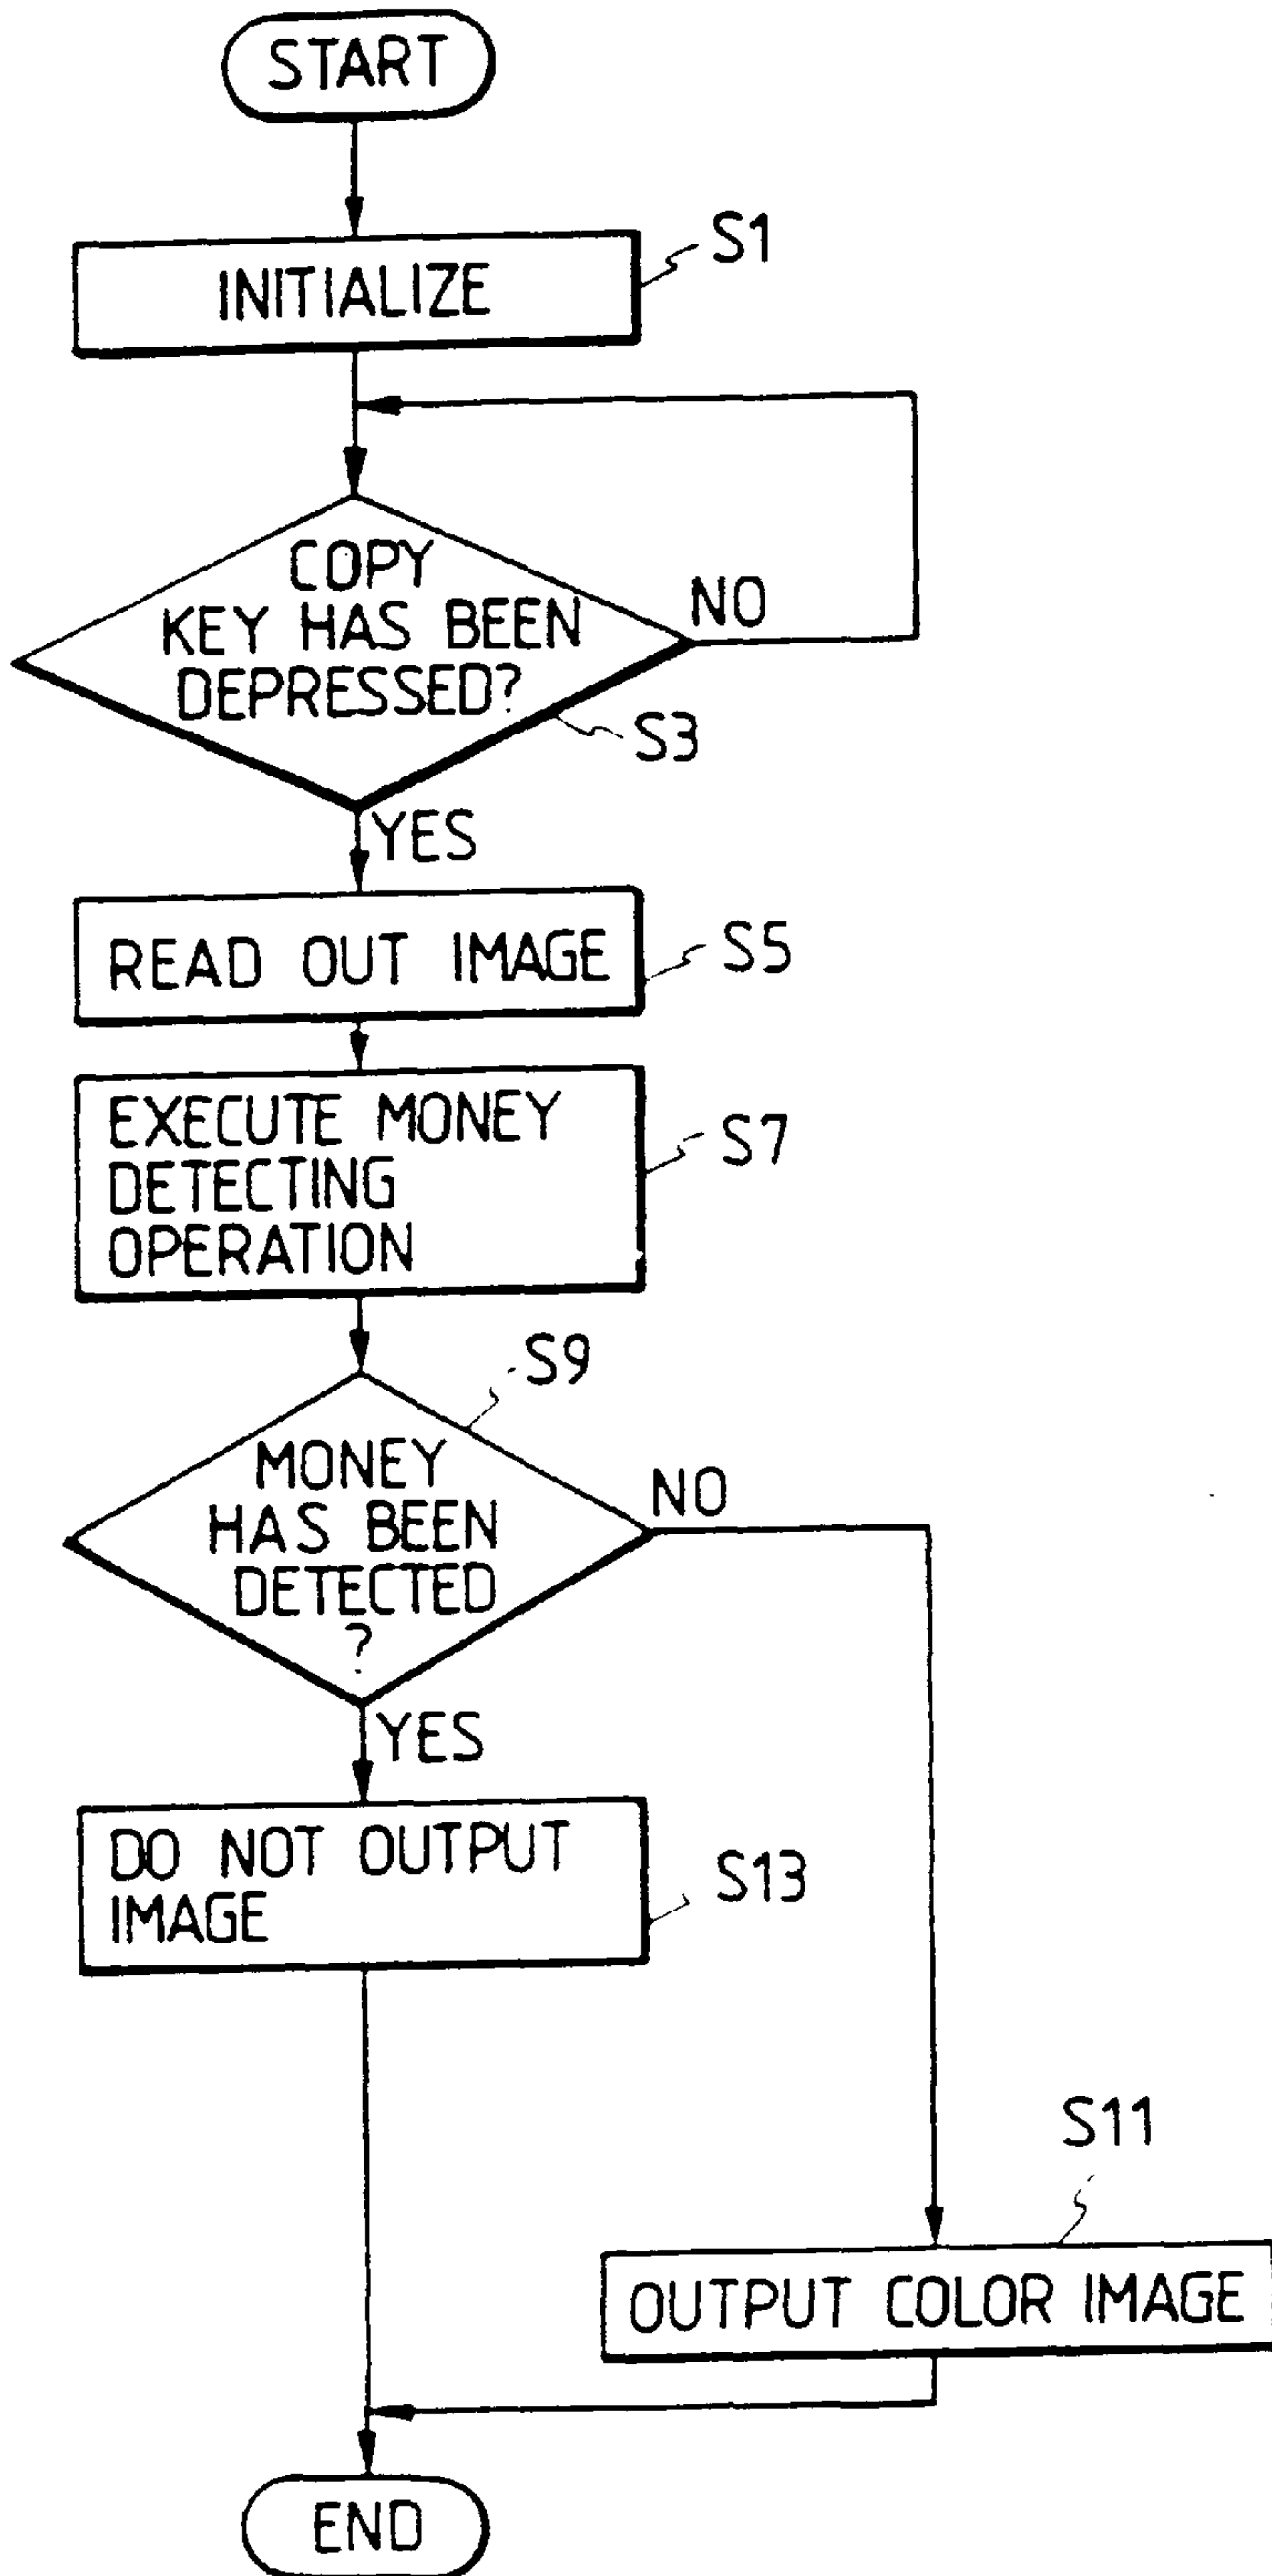 START
INITIALIZE
S1
COPY
KEY HAS BEEN
DEPRESSED?
NO
S3
YES
READ OUT IMAGE
S5
EXECUTE MONEY
DETECTING
OPERATION
S7
S9
MONEY
HAS BEEN
DETECTED
?
NO
YES
DO NOT OUTPUT
IMAGE
S13
S11
OUTPUT COLOR IMAGE
END